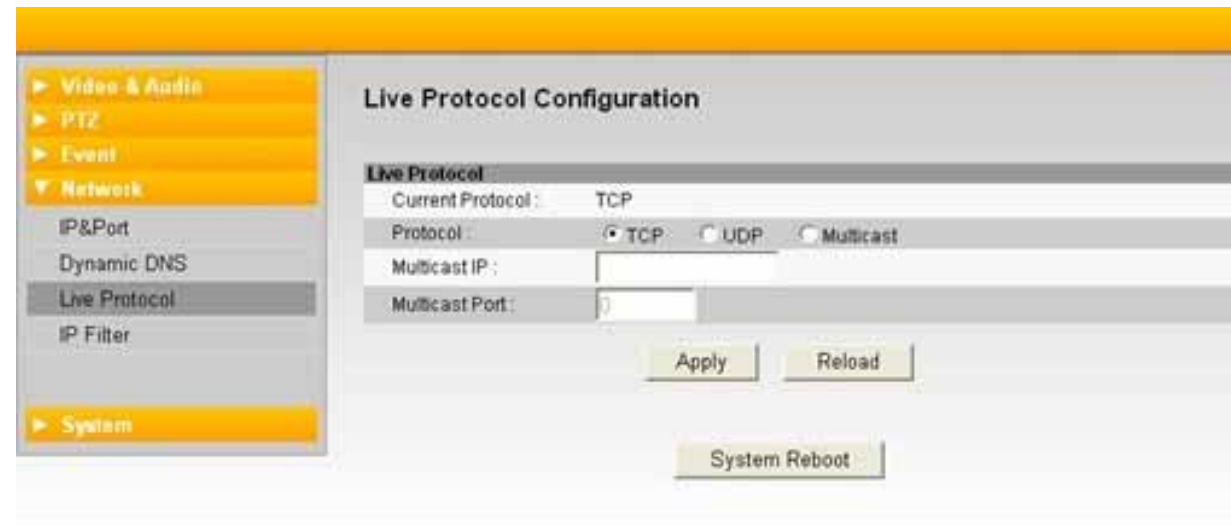 Video & Audio
PTZ
Event
Network
IP&Port
Dynamic DNS
Live Protocol
IP Filter
System
Live Protocol Configuration
Live Protocol
Current Protocol : TCP
Protocol : TCP UDP Multicast
Multicast IP :
Multicast Port : 0
Apply Reload
System Reboot